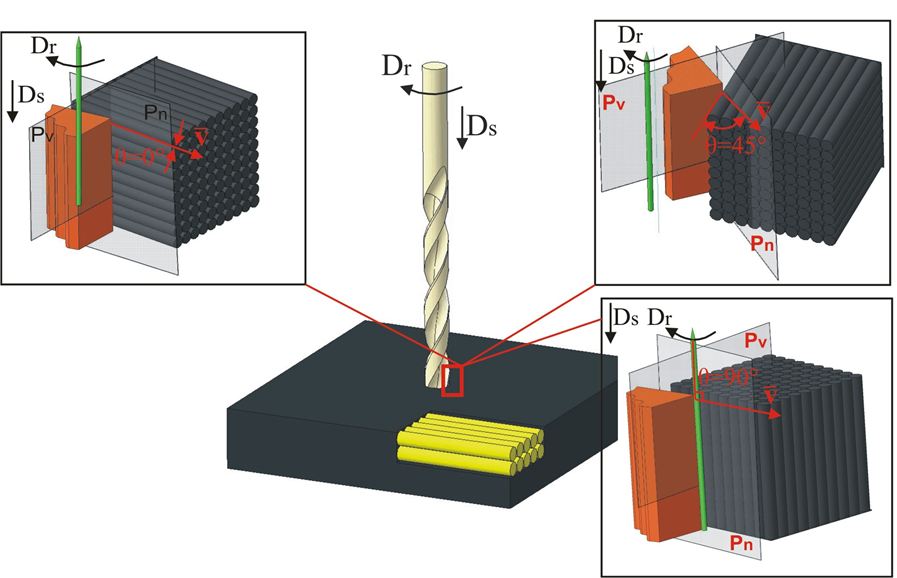 Dr
Ds
Pv
Pn
v̅
θ=0°
Dr
Ds
Dr
Ds
Pv
v̅
θ=45°
Pn
Ds Dr
Pv
θ=90°
v̅
Pn